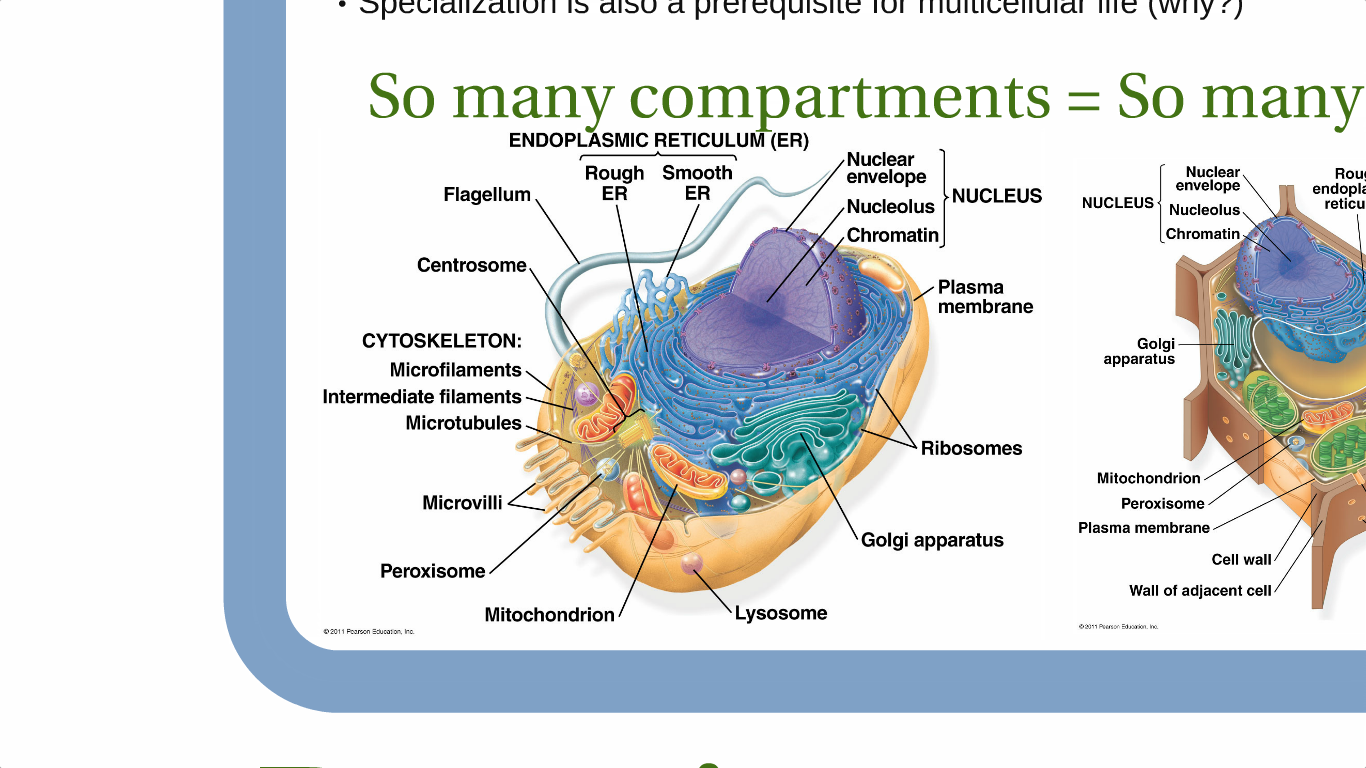 • Specialization is also a prerequisite for multicellular life (why?)
So many compartments = So many
ENDOPLASMIC RETICULUM (ER)
Rough
ER
Smooth
ER
Flagellum
Centrosome
CYTOSKELETON:
Microfilaments
Intermediate filaments
Microtubules
Microvilli
Peroxisome
Mitochondrion
Lysosome
Nuclear
envelope
Nucleolus
Chromatin
NUCLEUS
Plasma
membrane
Ribosomes
Golgi apparatus
© 2011 Pearson Education, Inc.
NUCLEUS
Nuclear
envelope
Nucleolus
Chromatin
Golgi
apparatus
Mitochondrion
Peroxisome
Plasma membrane
Cell wall
Wall of adjacent cell
© 2011 Pearson Education, Inc.